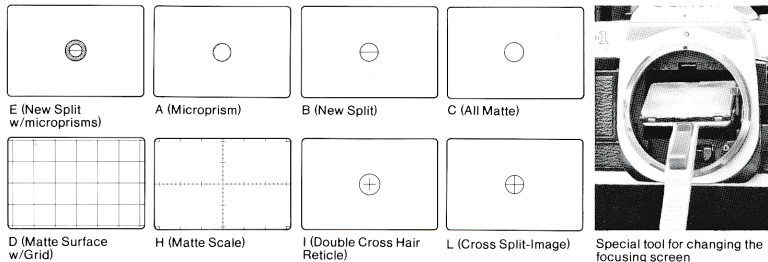 E (New Split
w/microprisms)
A (Microprism)
B (New Split)
C (All Matte)
D (Matte Surface
w/Grid)
H (Matte Scale)
I (Double Cross Hair
Reticle)
L (Cross Split-Image)
Special tool for changing the
focusing screen